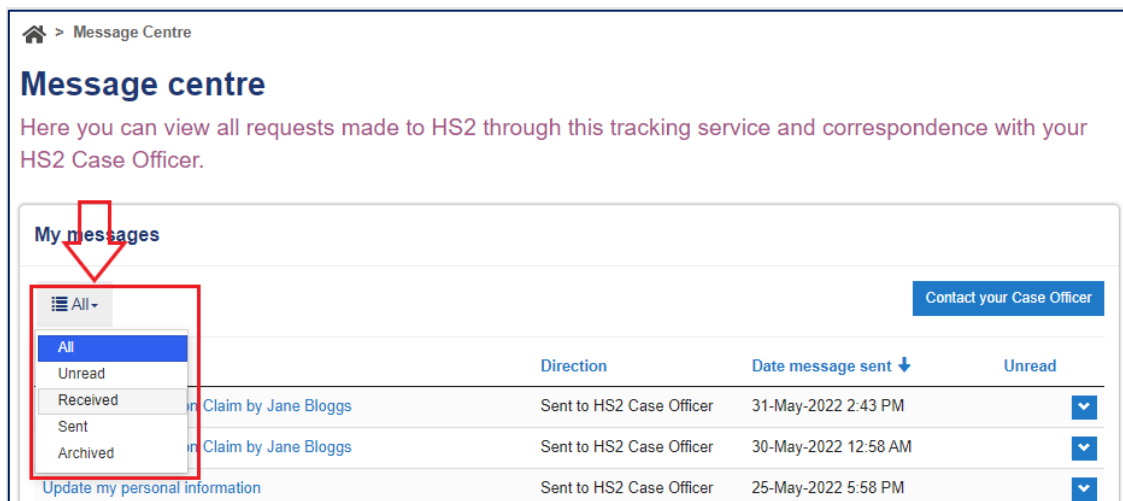 > Message Centre
Message centre
Here you can view all requests made to HS2 through this tracking service and correspondence with your
HS2 Case Officer.
My messages
All
Contact your Case Officer
All
Unread
Received
Sent
Archived
Direction Date message sent Unread
on Claim by Jane Bloggs Sent to HS2 Case Officer 31-May-2022 2:43 PM
on Claim by Jane Bloggs Sent to HS2 Case Officer 30-May-2022 12:58 AM
Update my personal information Sent to HS2 Case Officer 25-May-2022 5:58 PM